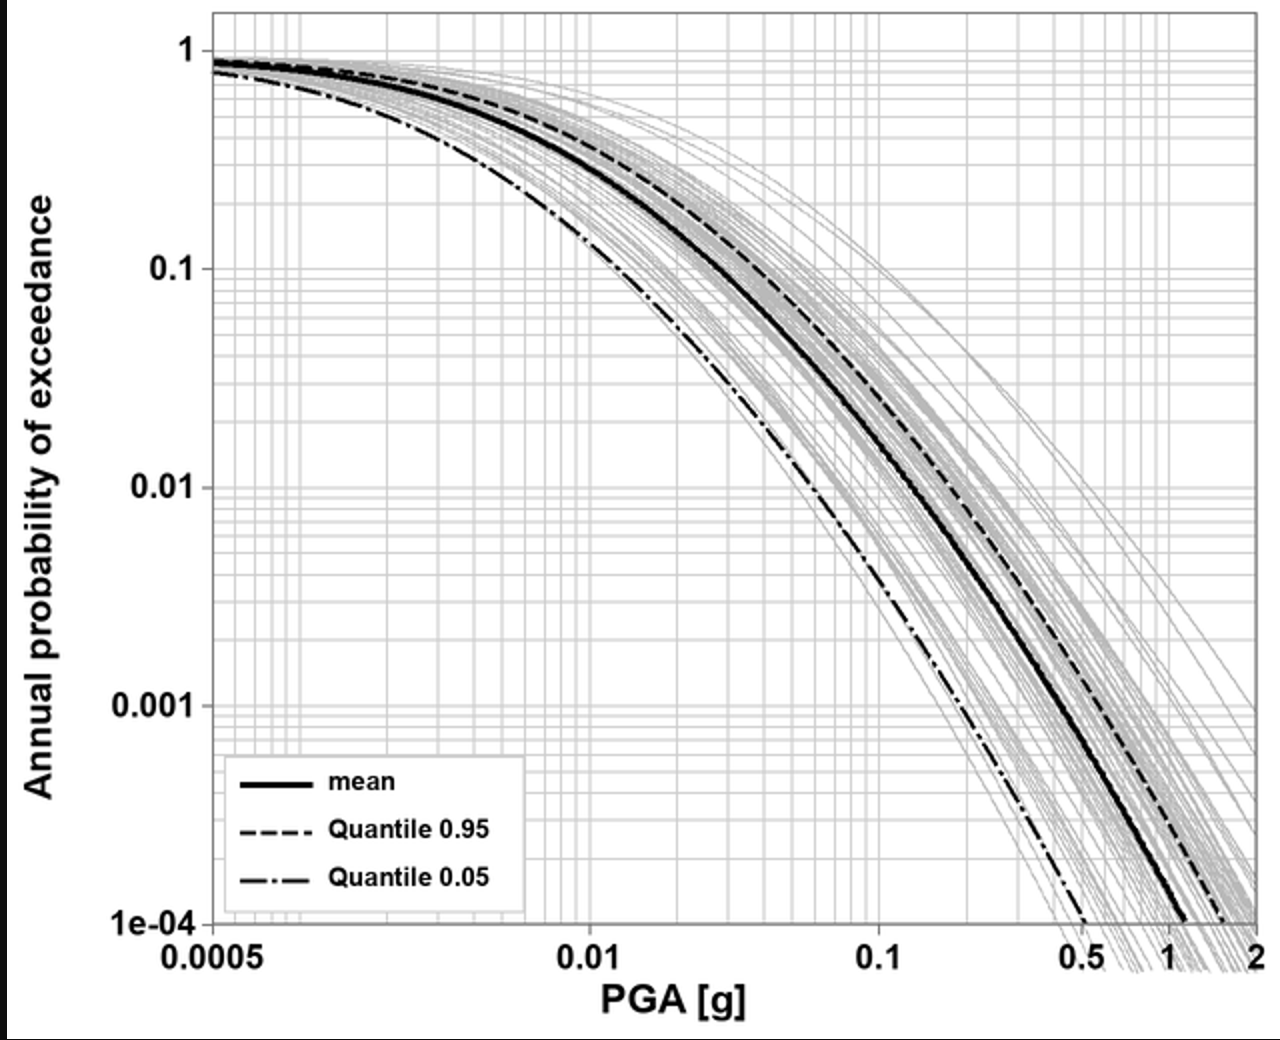 Annual probability of exceedance
1
0.1
0.01
0.001
1e-04
mean
Quantile 0.95
Quantile 0.05
0.0005
0.01
0.1
0.5
1
2
PGA [g]